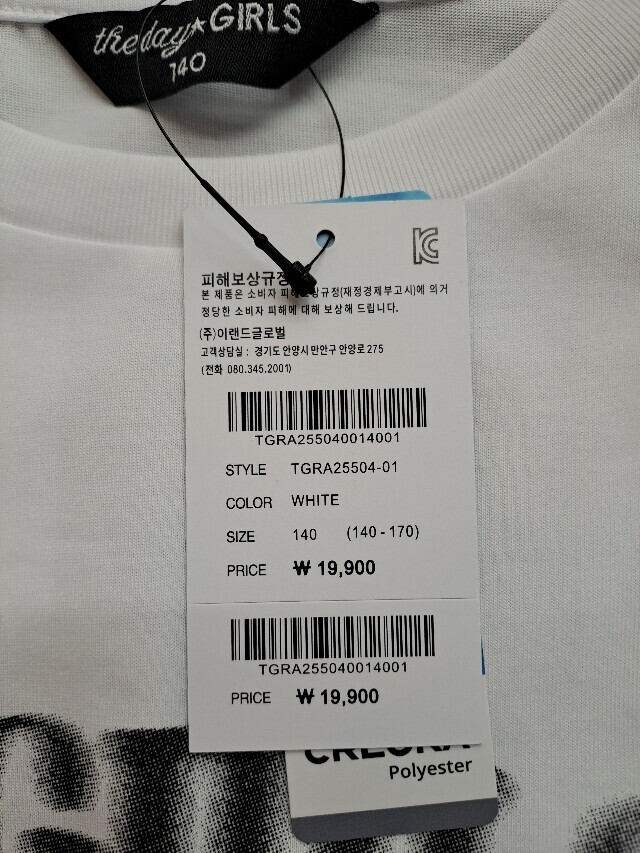 the day★GIRLS
140
피해보상규정
본 제품은 소비자 피해보상규정(재정경제부고시)에 의거
정당한 소비자 피해에 대해 보상해 드립니다.
(주)이랜드글로벌
고객상담실 : 경기도 안양시 만안구 안양로 275
(전화 080.345.2001)
TGRA255040014001
STYLE TGRA25504-01
COLOR WHITE
SIZE 140 (140-170)
PRICE ₩ 19,900
TGRA255040014001
PRICE ₩ 19,900
Polyester